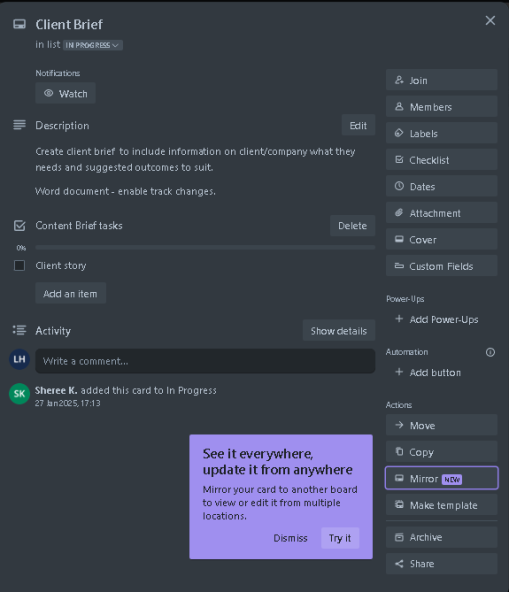 Client Brief
in list IN PROGRESS
Notifications
Watch
Description
Edit
Create client brief to include information on client/company what they
needs and suggested outcomes to suit.
Word document - enable track changes.
Content Brief tasks
Delete
0%
Client story
Add an item
Activity
Show details
LH
Write a comment...
SK
Sheree K. added this card to In Progress
27 Jan 2025, 17:13
See it everywhere,
update it from anywhere
Mirror your card to another board
to view or edit it from multiple
locations.
Dismiss
Try it
Join
Members
Labels
Checklist
Dates
Attachment
Cover
Custom Fields
Power-Ups
+ Add Power-Ups
Automation
+ Add button
Actions
Move
Copy
Mirror NEW
Make template
Archive
Share